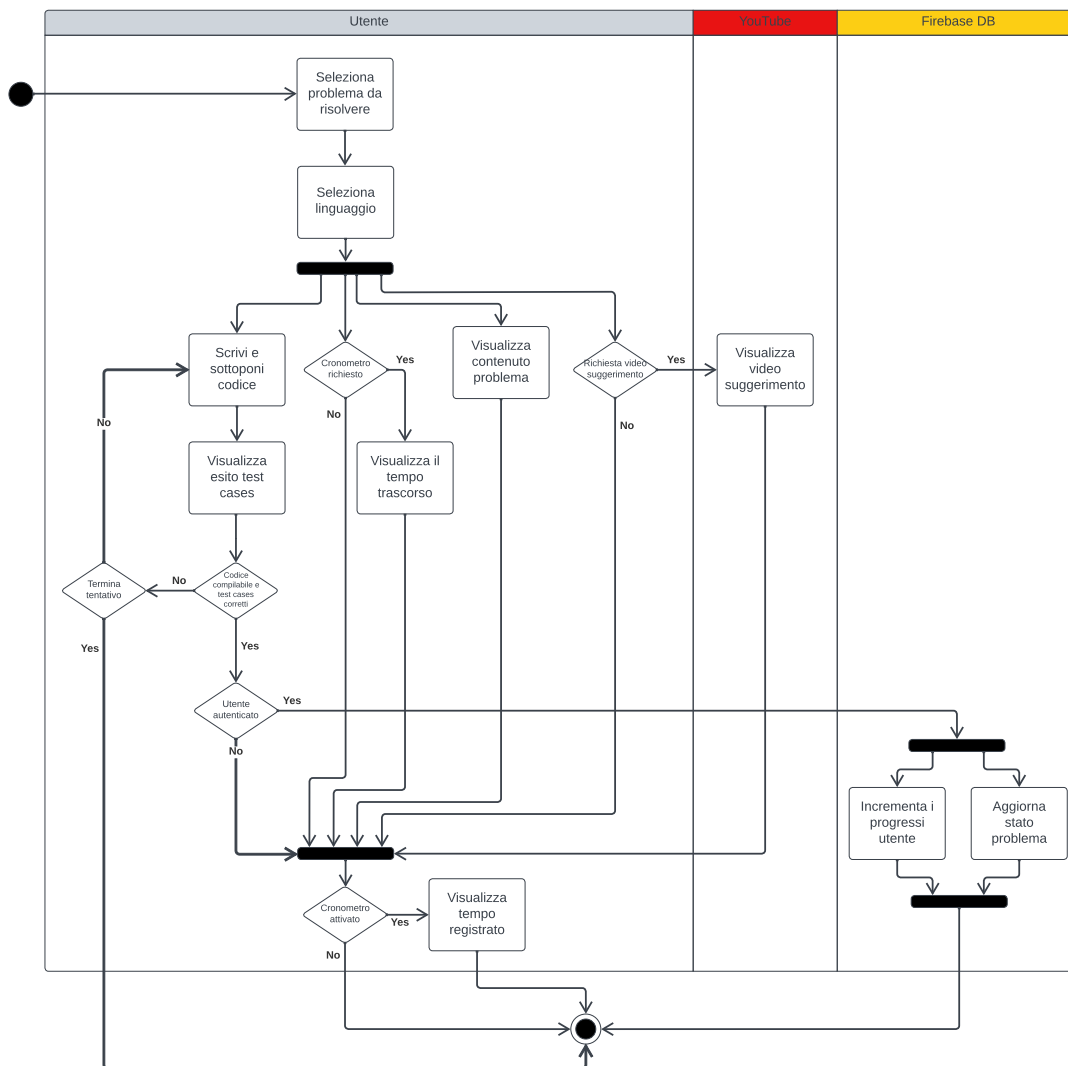 Utente
YouTube
Firebase DB
Seleziona
problema da
risolvere
Seleziona
linguaggio
Scrivi e
sottoponi
codice
Cronometro
richiesto
Yes
No
Visualizza
contenuto
problema
Richiesta video
suggerimento
Yes
No
Visualizza
video
suggerimento
No
Visualizza
esito test
cases
Visualizza il
tempo
trascorso
Termina
tentativo
No
Codice
compilabile e
test cases
corretti
Yes
Yes
Utente
autenticato
Yes
No
Incrementa i
progressi
utente
Aggiorna
stato
problema
Cronometro
attivato
Yes
No
Visualizza
tempo
registrato